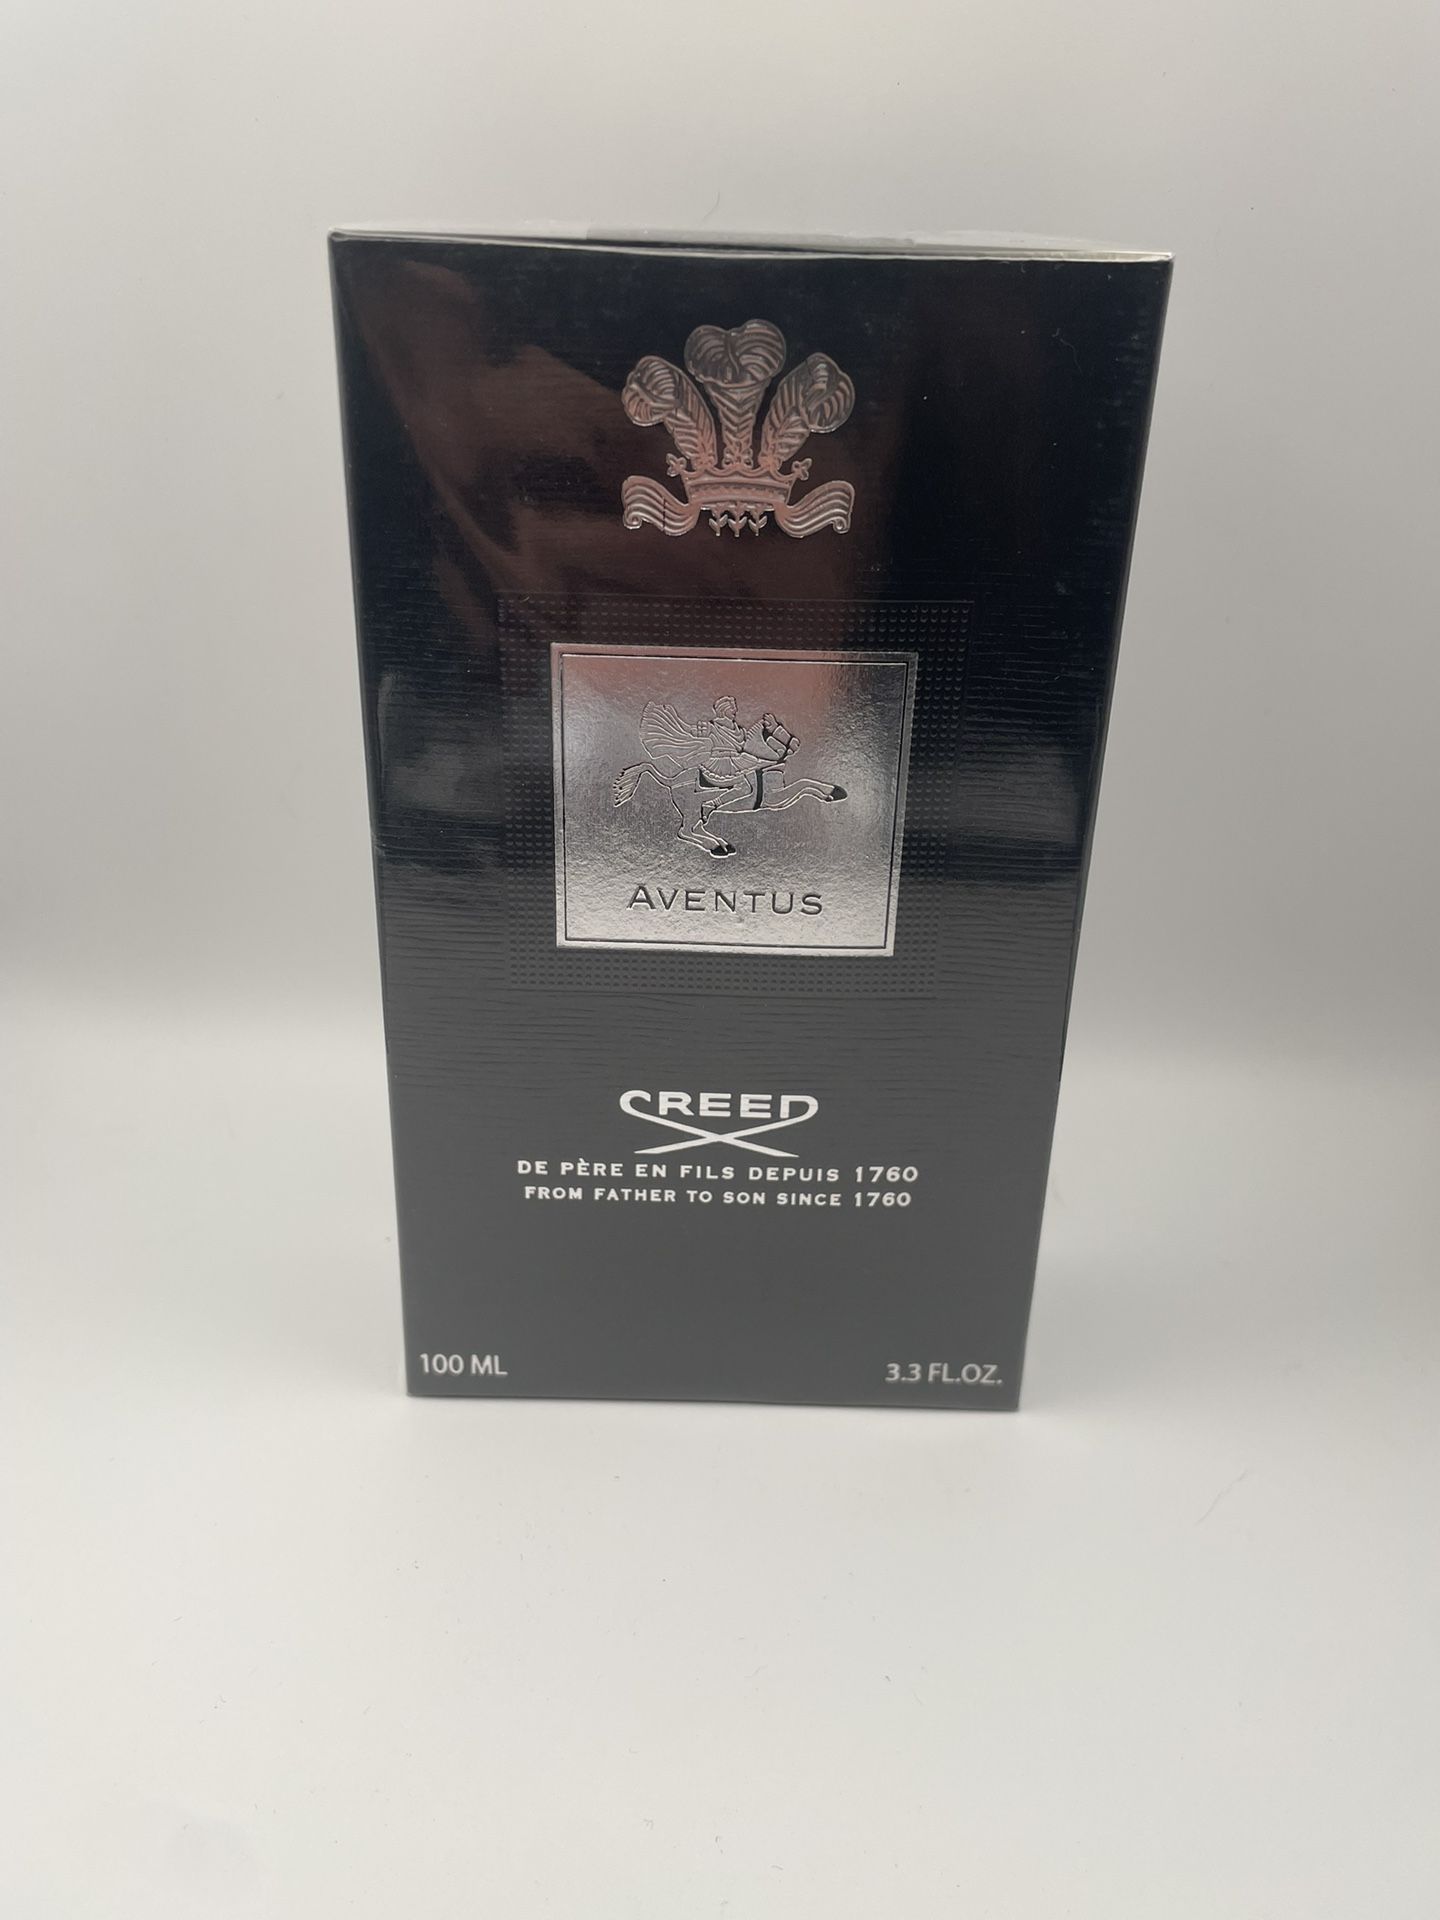 AVENTUS
CREED
DE PÈRE EN FILS DEPUIS 1760
FROM FATHER TO SON SINCE 1760
100 ML
3.3 FL.OZ.